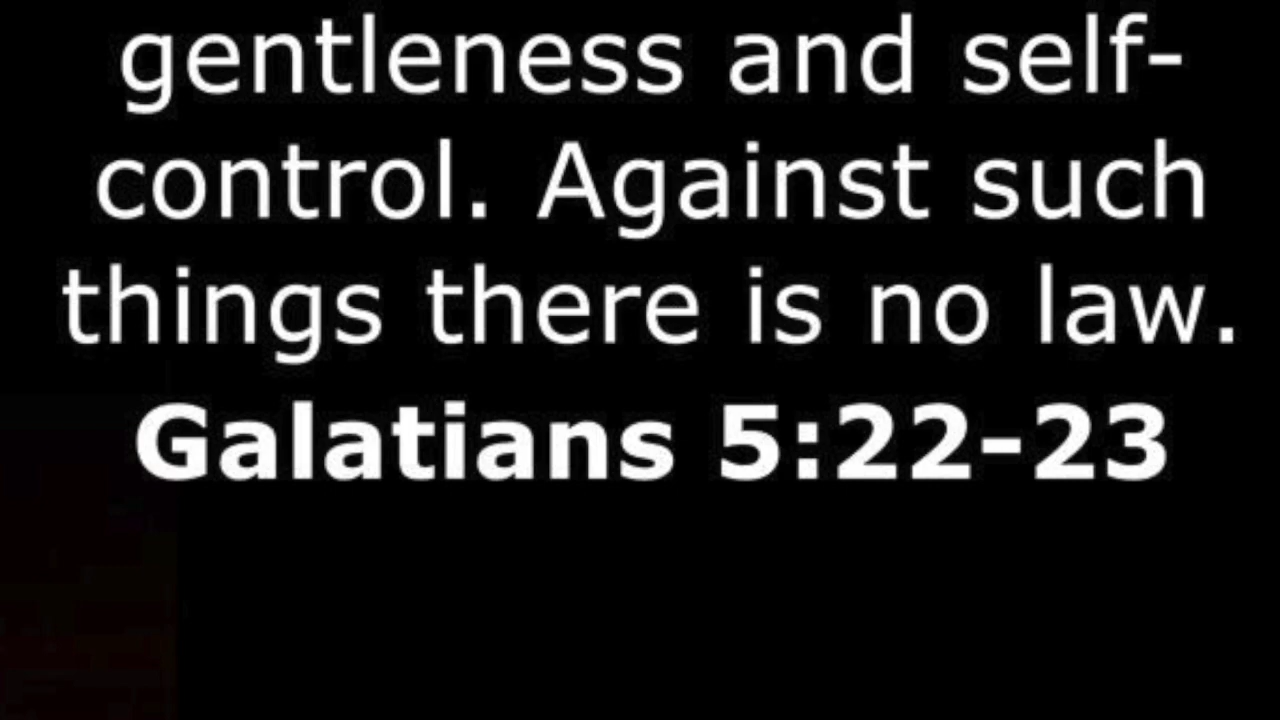 gentleness and self-
control. Against such
things there is no law.
Galatians 5:22-23